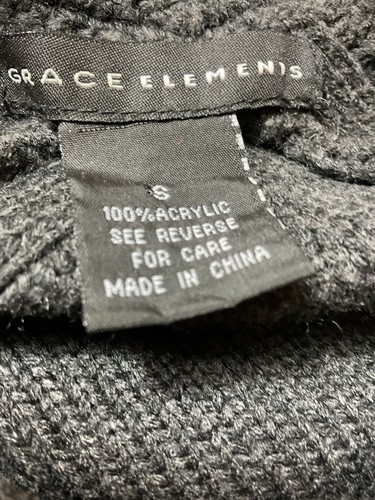 GRACE ELEMENTS
S
100% ACRYLIC
SEE REVERSE
FOR CARE
MADE IN CHINA